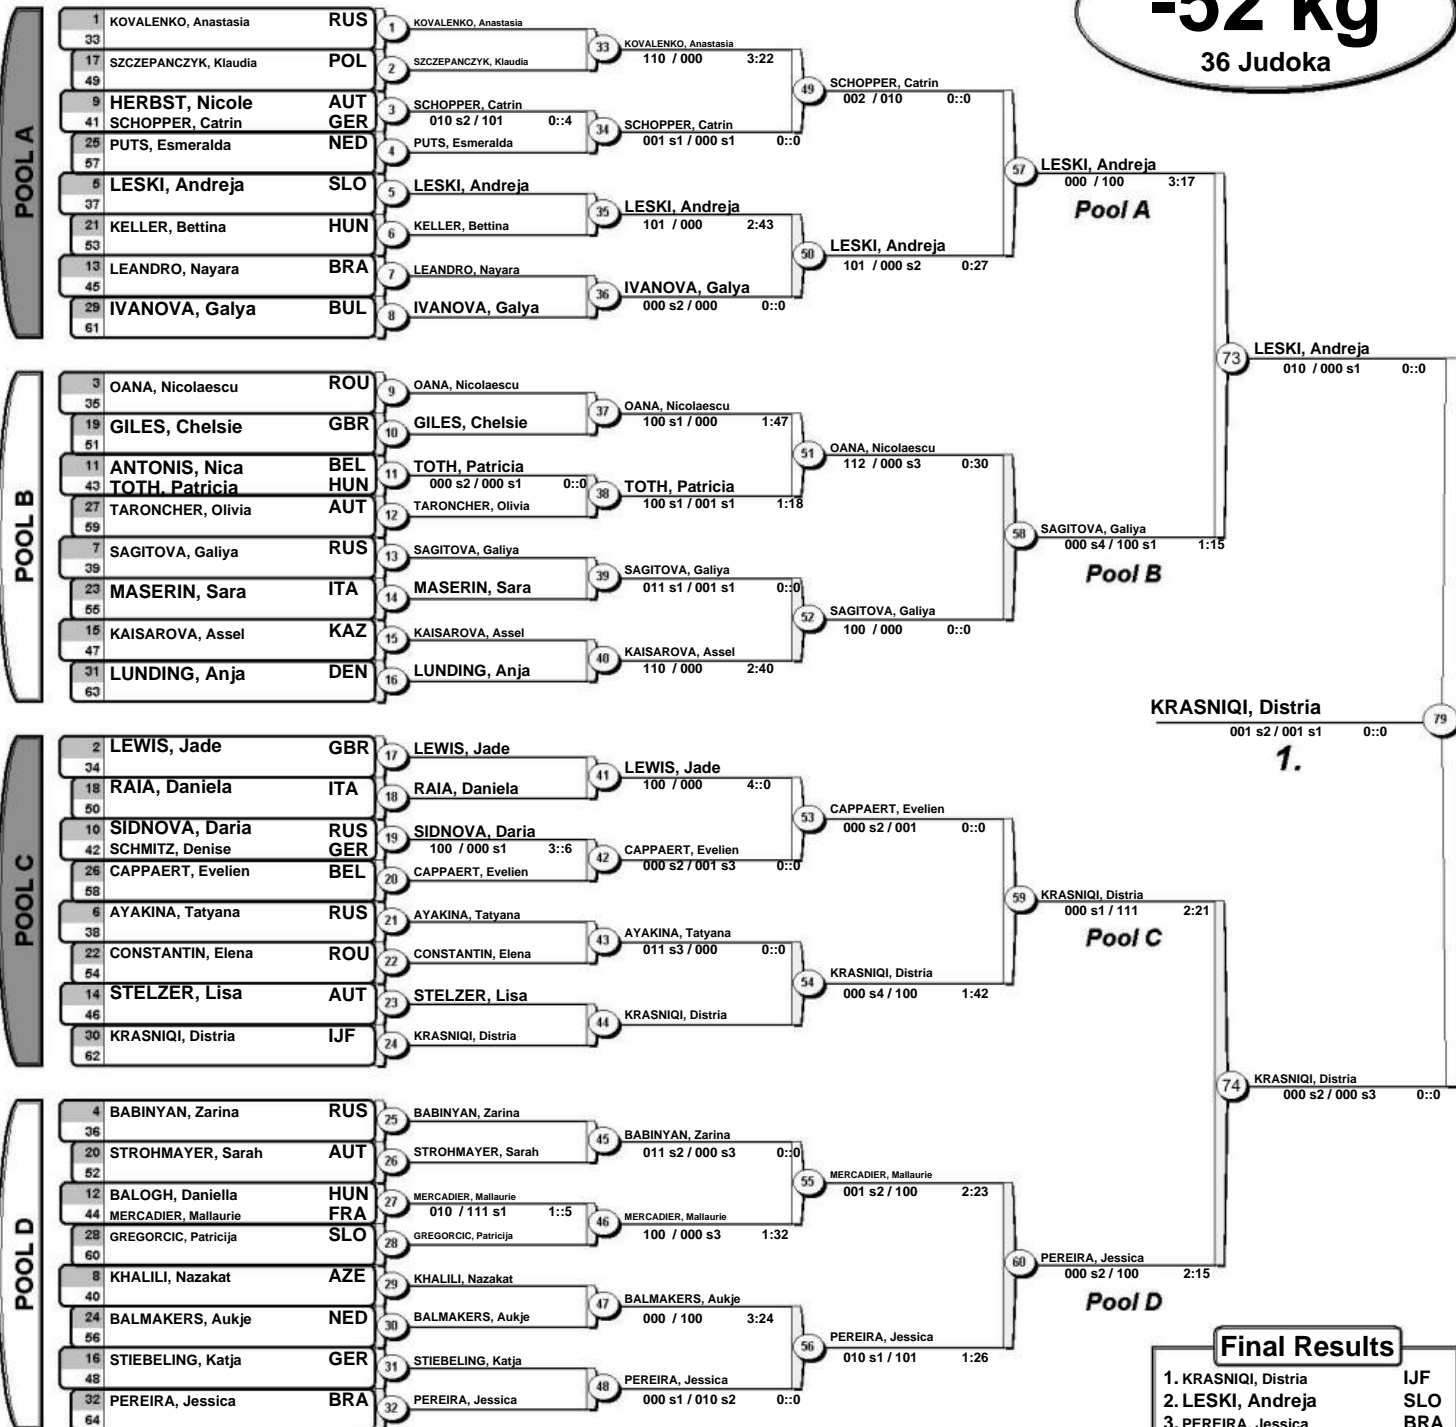 -52 kg
36 Judoka
POOL A
1 KOVALENKO, Anastasia RUS
33
17 SZCZEPANCZYK, Klaudia POL
49
9 HERBST, Nicole AUT
41 SCHOPPER, Catrin GER
25 PUTS, Esmeralda NED
57
5 LESKI, Andreja SLO
37
21 KELLER, Bettina HUN
53
13 LEANDRO, Nayara BRA
45
29 IVANOVA, Galya BUL
61
1 KOVALENKO, Anastasia
2 SZCZEPANCZYK, Klaudia
3 SCHOPPER, Catrin
010 s2 / 101 0::4
4 PUTS, Esmeralda
5 LESKI, Andreja
6 KELLER, Bettina
7 LEANDRO, Nayara
8 IVANOVA, Galya
33 KOVALENKO, Anastasia
110 / 000 3:22
34 SCHOPPER, Catrin
001 s1 / 000 s1 0::0
35 LESKI, Andreja
101 / 000 2:43
36 IVANOVA, Galya
000 s2 / 000 0::0
49 SCHOPPER, Catrin
002 / 010 0::0
50 LESKI, Andreja
101 / 000 s2 0:27
57 LESKI, Andreja
000 / 100 3:17
Pool A
POOL B
3 OANA, Nicolaescu ROU
35
19 GILES, Chelsie GBR
51
11 ANTONIS, Nica BEL
43 TOTH, Patricia HUN
27 TARONCHER, Olivia AUT
59
7 SAGITOVA, Galiya RUS
39
23 MASERIN, Sara ITA
55
15 KAISAROVA, Assel KAZ
47
31 LUNDING, Anja DEN
63
9 OANA, Nicolaescu
10 GILES, Chelsie
11 TOTH, Patricia
000 s2 / 000 s1 0::0
12 TARONCHER, Olivia
13 SAGITOVA, Galiya
14 MASERIN, Sara
15 KAISAROVA, Assel
16 LUNDING, Anja
37 OANA, Nicolaescu
100 s1 / 000 1:47
38 TOTH, Patricia
100 s1 / 001 s1 1:18
39 SAGITOVA, Galiya
011 s1 / 001 s1 0::0
40 KAISAROVA, Assel
110 / 000 2:40
51 OANA, Nicolaescu
112 / 000 s3 0:30
52 SAGITOVA, Galiya
100 / 000 0::0
58 SAGITOVA, Galiya
000 s4 / 100 s1 1:15
Pool B
73 LESKI, Andreja
010 / 000 s1 0::0
KRASNIQI, Distria 79
001 s2 / 001 s1 0::0
1.
POOL C
2 LEWIS, Jade GBR
34
18 RAIA, Daniela ITA
50
10 SIDNOVA, Daria RUS
42 SCHMITZ, Denise GER
26 CAPPAERT, Evelien BEL
58
6 AYAKINA, Tatyana RUS
38
22 CONSTANTIN, Elena ROU
54
14 STELZER, Lisa AUT
46
30 KRASNIQI, Distria IJF
62
17 LEWIS, Jade
18 RAIA, Daniela
19 SIDNOVA, Daria
100 / 000 s1 3::6
20 CAPPAERT, Evelien
21 AYAKINA, Tatyana
22 CONSTANTIN, Elena
23 STELZER, Lisa
24 KRASNIQI, Distria
41 LEWIS, Jade
100 / 000 4::0
42 CAPPAERT, Evelien
000 s2 / 001 s3 0::0
43 AYAKINA, Tatyana
011 s3 / 000 0::0
44 KRASNIQI, Distria
53 CAPPAERT, Evelien
000 s2 / 001 0::0
54 KRASNIQI, Distria
000 s4 / 100 1:42
59 KRASNIQI, Distria
000 s1 / 111 2:21
Pool C
POOL D
4 BABINYAN, Zarina RUS
36
20 STROHMAYER, Sarah AUT
52
12 BALOGH, Daniella HUN
44 MERCADIER, Mallaurie FRA
28 GREGORCIC, Patricija SLO
60
8 KHALILI, Nazakat AZE
40
24 BALMAKERS, Aukje NED
56
16 STIEBELING, Katja GER
48
32 PEREIRA, Jessica BRA
64
25 BABINYAN, Zarina
26 STROHMAYER, Sarah
27 MERCADIER, Mallaurie
010 / 111 s1 1::5
28 GREGORCIC, Patricija
29 KHALILI, Nazakat
30 BALMAKERS, Aukje
31 STIEBELING, Katja
32 PEREIRA, Jessica
45 BABINYAN, Zarina
011 s2 / 000 s3 0::0
46 MERCADIER, Mallaurie
100 / 000 s3 1:32
47 BALMAKERS, Aukje
000 / 100 3:24
48 PEREIRA, Jessica
000 s1 / 010 s2 0::0
55 MERCADIER, Mallaurie
001 s2 / 100 2:23
56 PEREIRA, Jessica
010 s1 / 101 1:26
60 PEREIRA, Jessica
000 s2 / 100 2:15
Pool D
74 KRASNIQI, Distria
000 s2 / 000 s3 0::0
Final Results
1. KRASNIQI, Distria IJF
2. LESKI, Andreja SLO
3. PEREIRA, Jessica BRA